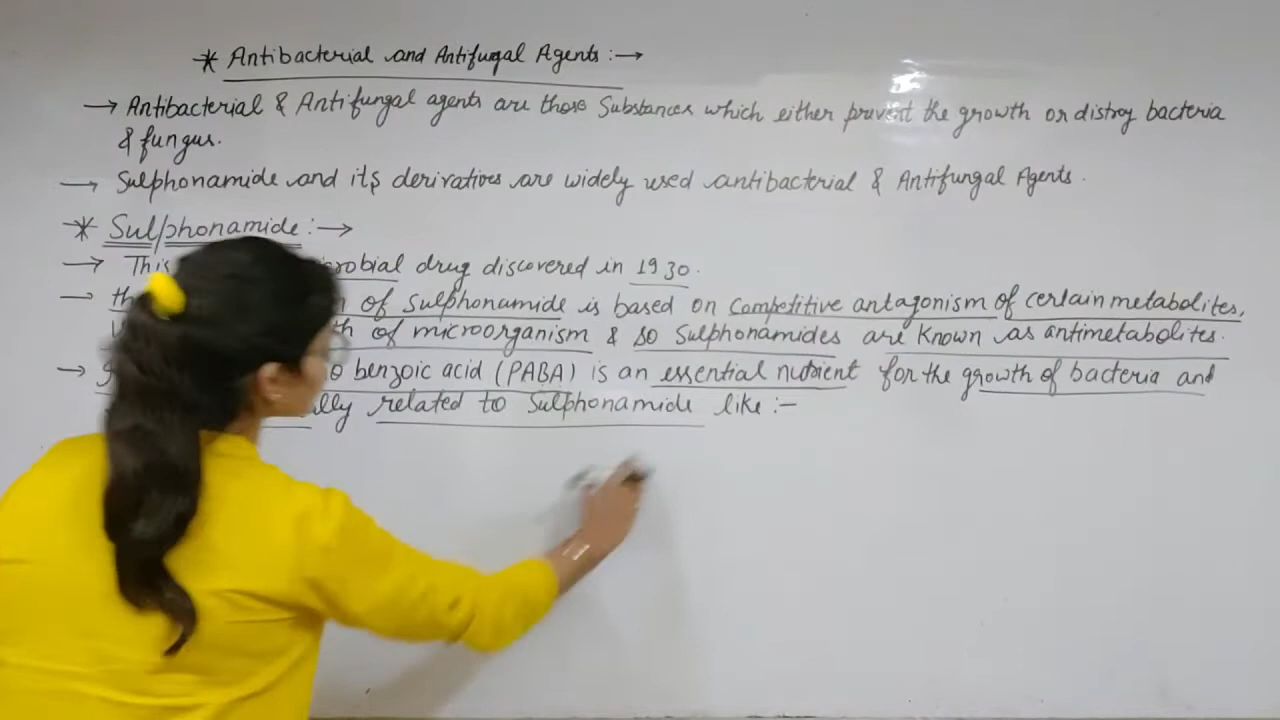 * Antibacterial and Antifungal Agents :→
→ Antibacterial & Antifungal agents are those Substances which either prevent the growth or distroy bacteria
& fungus.
→ Sulphonamide and its derivatives are widely used antibacterial & Antifungal Agents.
* Sulphonamide :→
→ This robial drug discovered in 1930.
→ th of Sulphonamide is based on Competitive antagonism of certain metabolites,
th of microorganism & so Sulphonamides are known as antimetabolites.
→ o benzoic acid (PABA) is an essential nutrient for the growth of bacteria and
lly related to Sulphonamide like :-